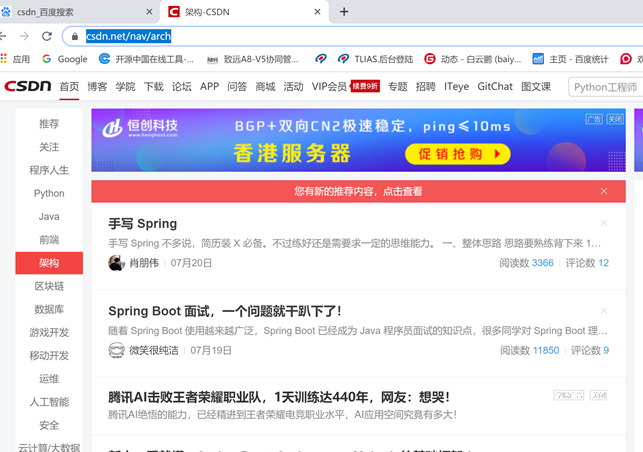 csdn_百度搜索
架构-CSDN
csdn.net/nav/arch
应用
Google
开源中国在线工具-...
致远A8-V5协同管...
TLIAS.后台登陆
动态 - 白云鹏 (baiy...
主页 - 百度统计
CSDN
首页 博客 学院 下载 论坛 APP 问答 商城 活动 VIP会员 续费9折 专题 招聘 ITeye GitChat 图文课
Python工程师
推荐
关注
程序人生
Python
Java
前端
架构
区块链
数据库
游戏开发
移动开发
运维
人工智能
安全
云计算/大数据
恒创科技
www.henghost.com
BGP+双向CN2极速稳定，ping≤10ms
香港服务器
促销抢购
广告 关闭
您有新的推荐内容，点击查看
手写 Spring
手写 Spring 不多说，简历装 X 必备。不过练好还是需要求一定的思维能力。 一、整体思路 思路要熟练背下来 1...
肖朋伟 07月20日 阅读数 3366 评论数 12
Spring Boot 面试，一个问题就干趴下了!
随着 Spring Boot 使用越来越广泛，Spring Boot 已经成为 Java 程序员面试的知识点，很多同学对 Spring Boot 理...
微笑很纯洁 07月19日 阅读数 11850 评论数 9
腾讯AI击败王者荣耀职业队，1天训练达440年，网友：想哭！
腾讯AI绝悟的能力，已经精进到王者荣耀电竞职业水平，AI应用空间究竟有多大!
关闭